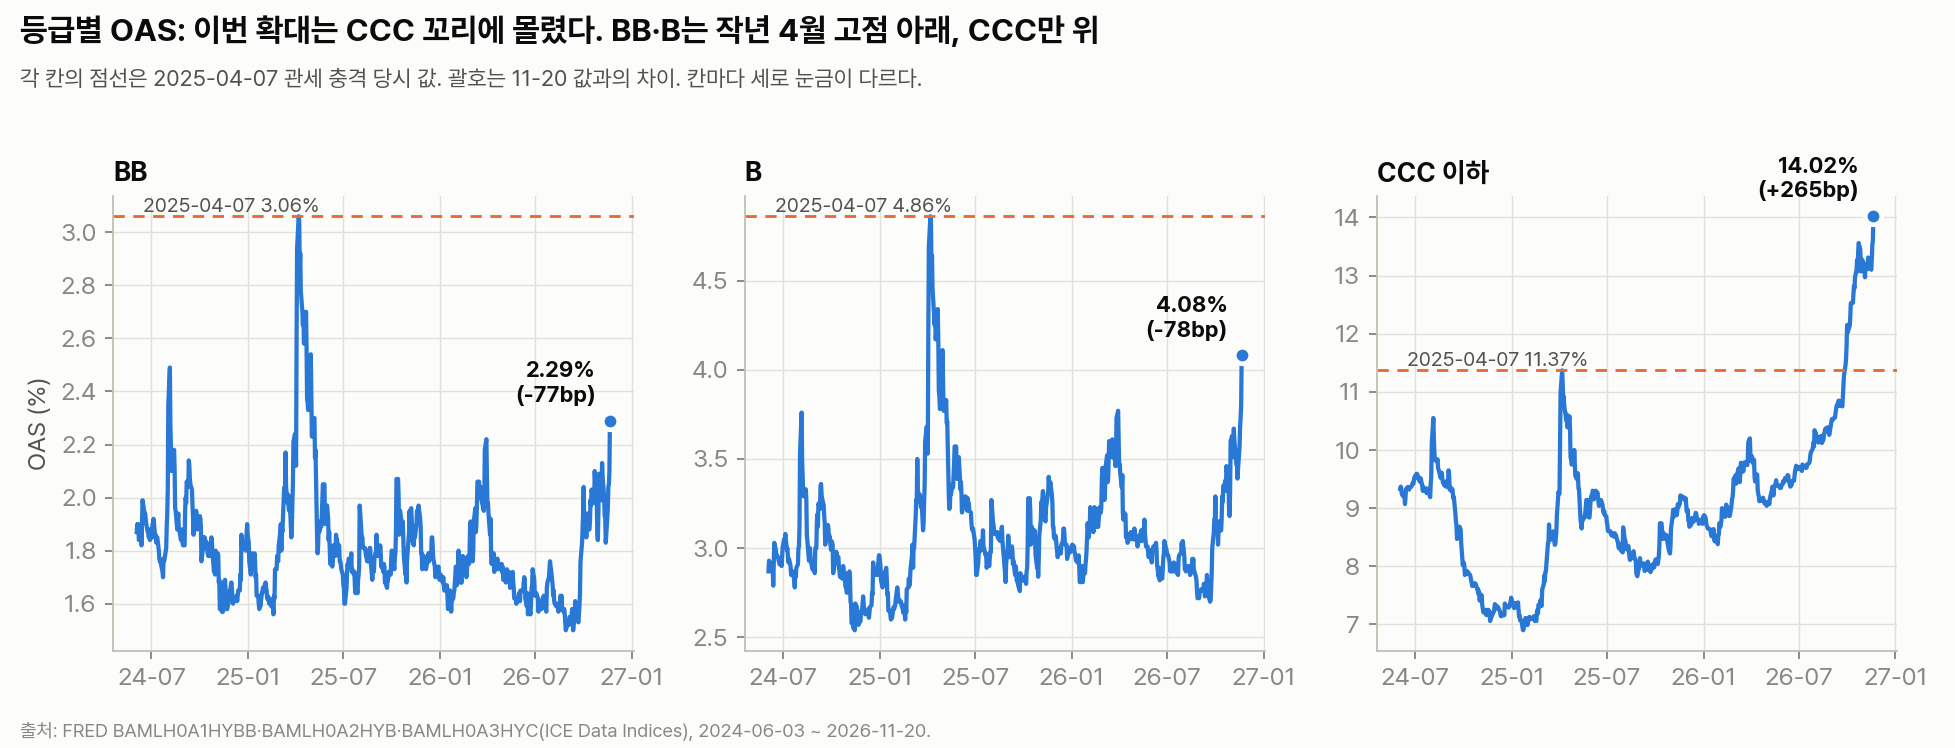 등급별 OAS: 이번 확대는 CCC 꼬리에 몰렸다. BB·B는 작년 4월 고점 아래, CCC만 위
각 칸의 점선은 2025-04-07 관세 충격 당시 값. 괄호는 11-20 값과의 차이. 칸마다 세로 눈금이 다르다.
BB
2025-04-07 3.06%
2.29%
(-77bp)
OAS (%)
3.0
2.8
2.6
2.4
2.2
2.0
1.8
1.6
24-07 25-01 25-07 26-01 26-07 27-01
B
2025-04-07 4.86%
4.08%
(-78bp)
4.5
4.0
3.5
3.0
2.5
24-07 25-01 25-07 26-01 26-07 27-01
CCC 이하
14.02%
(+265bp)
2025-04-07 11.37%
14
13
12
11
10
9
8
7
24-07 25-01 25-07 26-01 26-07 27-01
출처: FRED BAMLH0A1HYBB·BAMLH0A2HYB·BAMLH0A3HYC(ICE Data Indices), 2024-06-03 ~ 2026-11-20.